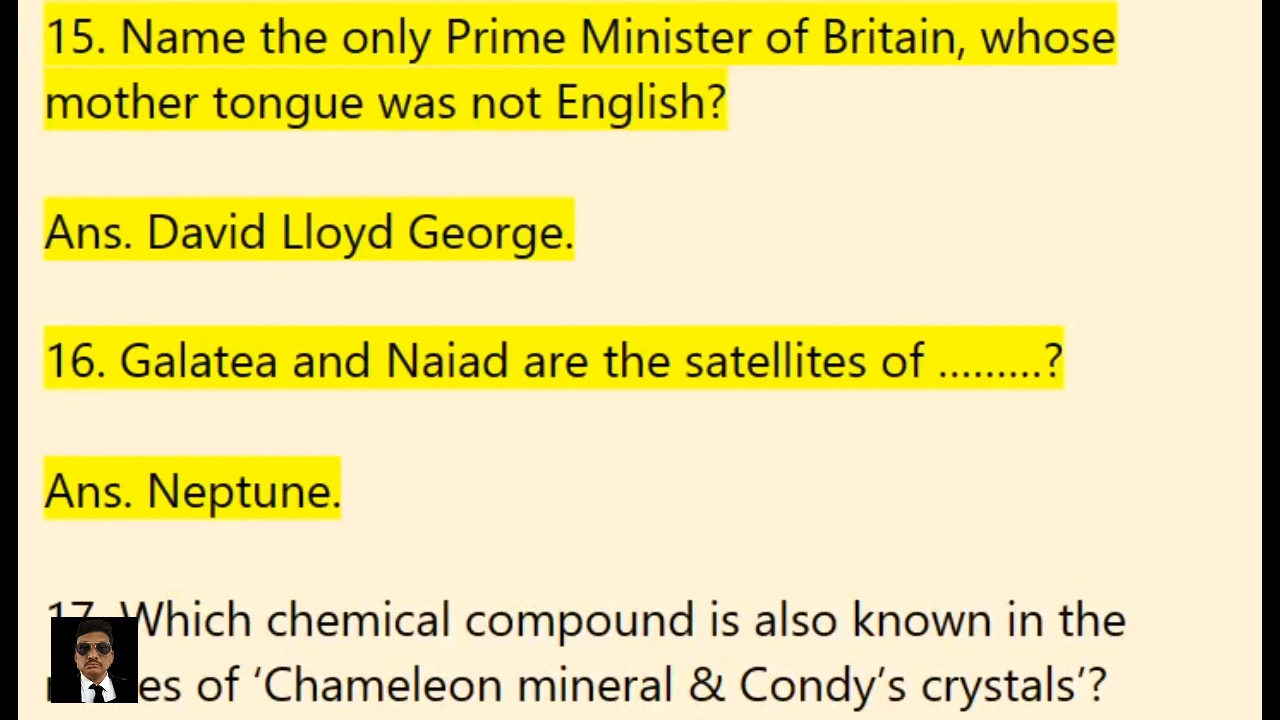 15. Name the only Prime Minister of Britain, whose
mother tongue was not English?
Ans. David Lloyd George.
16. Galatea and Naiad are the satellites of .........?
Ans. Neptune.
17. Which chemical compound is also known in the
of ‘Chameleon mineral & Condy’s crystals’?